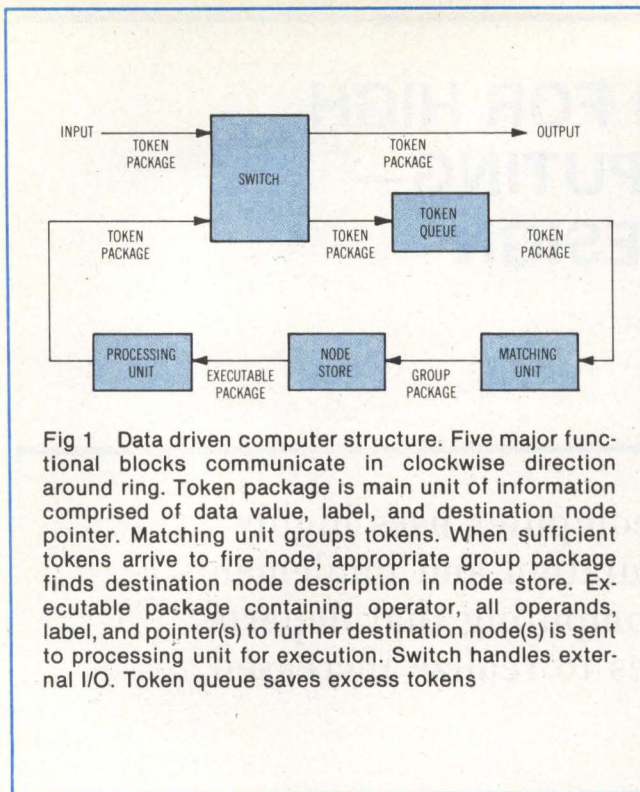 FOR HIGH
PUTING
ESIGN
INPUT
TOKEN
PACKAGE
SWITCH
TOKEN
PACKAGE
OUTPUT
TOKEN
PACKAGE
TOKEN
PACKAGE
TOKEN
QUEUE
TOKEN
PACKAGE
PROCESSING
UNIT
EXECUTABLE
PACKAGE
NODE
STORE
GROUP
PACKAGE
MATCHING
UNIT
Fig 1 Data driven computer structure. Five major func-
tional blocks communicate in clockwise direction
around ring. Token package is main unit of information
comprised of data value, label, and destination node
pointer. Matching unit groups tokens. When sufficient
tokens arrive to fire node, appropriate group package
finds destination node description in node store. Ex-
ecutable package containing operator, all operands,
label, and pointer(s) to further destination node(s) is sent
to processing unit for execution. Switch handles exter-
nal I/O. Token queue saves excess tokens